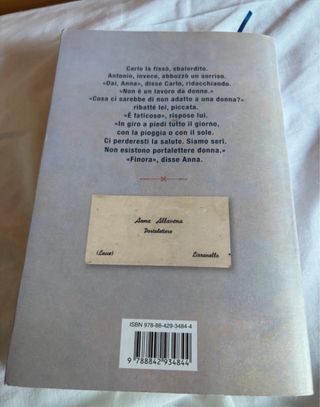 Carlo la fissò, sbalordito.
Antonio, invece, abbozzò un sorriso.
«Dai, Anna», disse Carlo, ridacchiando.
«Non è un lavoro da donne.»
«Cosa ci sarebbe di non adatto a una donna?»
ribatté lei, piccata.
«È faticoso», rispose lui.
«In giro a piedi tutto il giorno,
con la pioggia o con il sole.
Ci perderesti la salute. Siamo seri.
Non esistono portalettere donna.»
«Finora», disse Anna.
Anna Allavena
Portalettere
(Lecce) Lizzanello
ISBN 978-88-429-3484-4
9 788842 934844